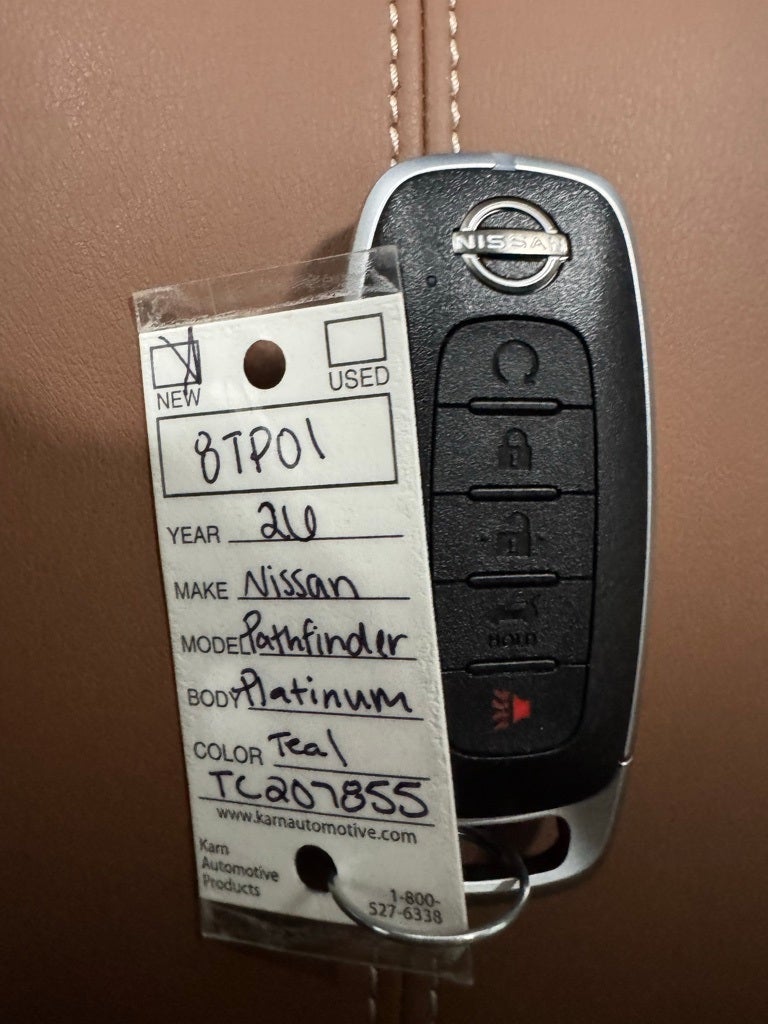 NISSAN
HOLD
NEW
USED
8TP01
YEAR 26
MAKE Nissan
MODEL Pathfinder
BODY Platinum
COLOR Teal
TC207855
www.karnautomotive.com
Karn
Automotive
Products
1-800-
527-6338